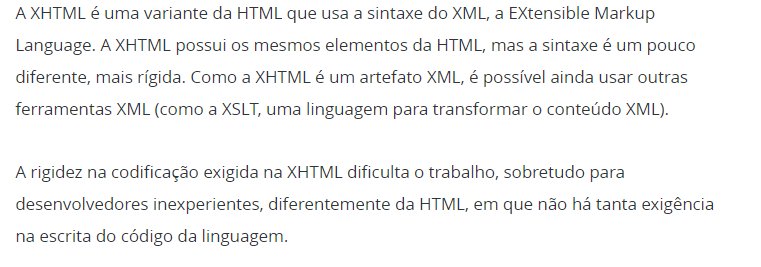 A XHTML é uma variante da HTML que usa a sintaxe do XML, a EXtensible Markup
Language. A XHTML possui os mesmos elementos da HTML, mas a sintaxe é um pouco
diferente, mais rígida. Como a XHTML é um artefato XML, é possível ainda usar outras
ferramentas XML (como a XSLT, uma linguagem para transformar o conteúdo XML).
A rigidez na codificação exigida na XHTML dificulta o trabalho, sobretudo para
desenvolvedores inexperientes, diferentemente da HTML, em que não há tanta exigência
na escrita do código da linguagem.